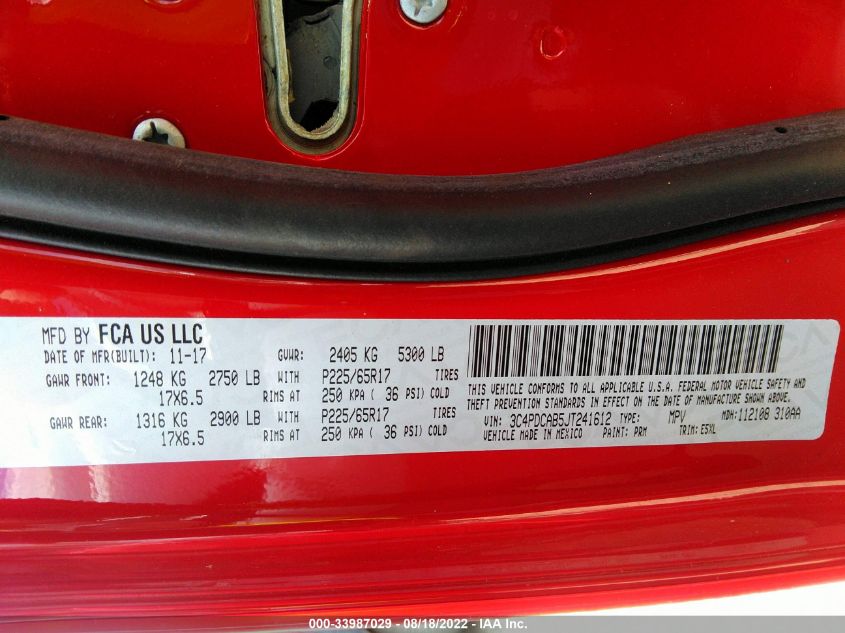 MFD BY FCA US LLC
DATE OF MFR(BUILT): 11-17 GVWR: 2405 KG 5300 LB
GAWR FRONT: 1248 KG 2750 LB WITH P225/65R17 TIRES
17X6.5 RIMS AT 250 KPA ( 36 PSI) COLD
GAWR REAR: 1316 KG 2900 LB WITH P225/65R17 TIRES
17X6.5 RIMS AT 250 KPA ( 36 PSI) COLD
THIS VEHICLE CONFORMS TO ALL APPLICABLE U.S.A. FEDERAL MOTOR VEHICLE SAFETY AND
THEFT PREVENTION STANDARDS IN EFFECT ON THE DATE OF MANUFACTURE SHOWN ABOVE.
VIN: 3C4PDCAB5JT241612 TYPE: MPV MDH: 112108 310AA
VEHICLE MADE IN MEXICO PAINT: PRM TRIM: E5XL
000-33987029 - 08/18/2022 - IAA Inc.